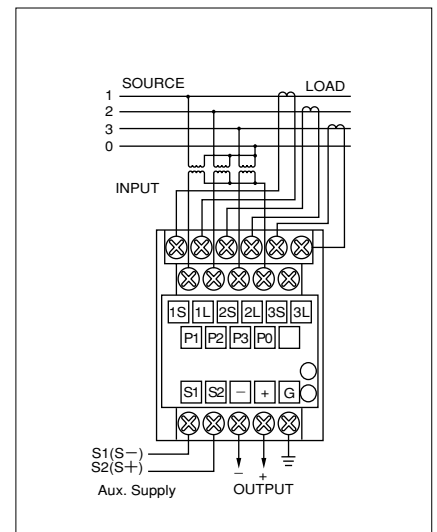 SOURCE LOAD
1
2
3
0
INPUT
1S 1L 2S 2L 3S 3L
P1 P2 P3 P0
S1 S2 − + G
S1(S−)
S2(S+)
− +
Aux. Supply OUTPUT